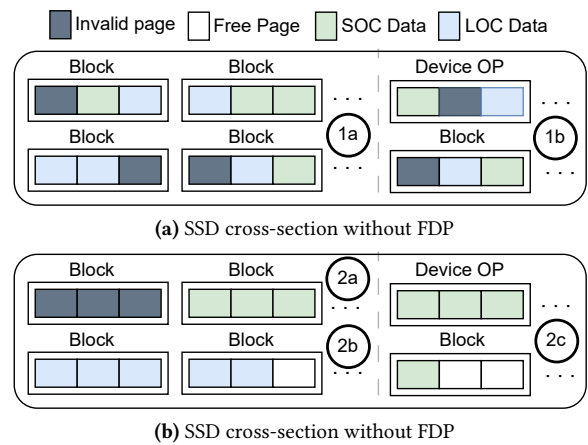 Invalid page Free Page SOC Data LOC Data
Block Block Device OP
. . . . . .
1a 1b
Block
. . . . . .
(a) SSD cross-section without FDP
Block Block 2a Device OP
. . . . . .
Block Block 2b Block 2c
. . . . . .
(b) SSD cross-section without FDP